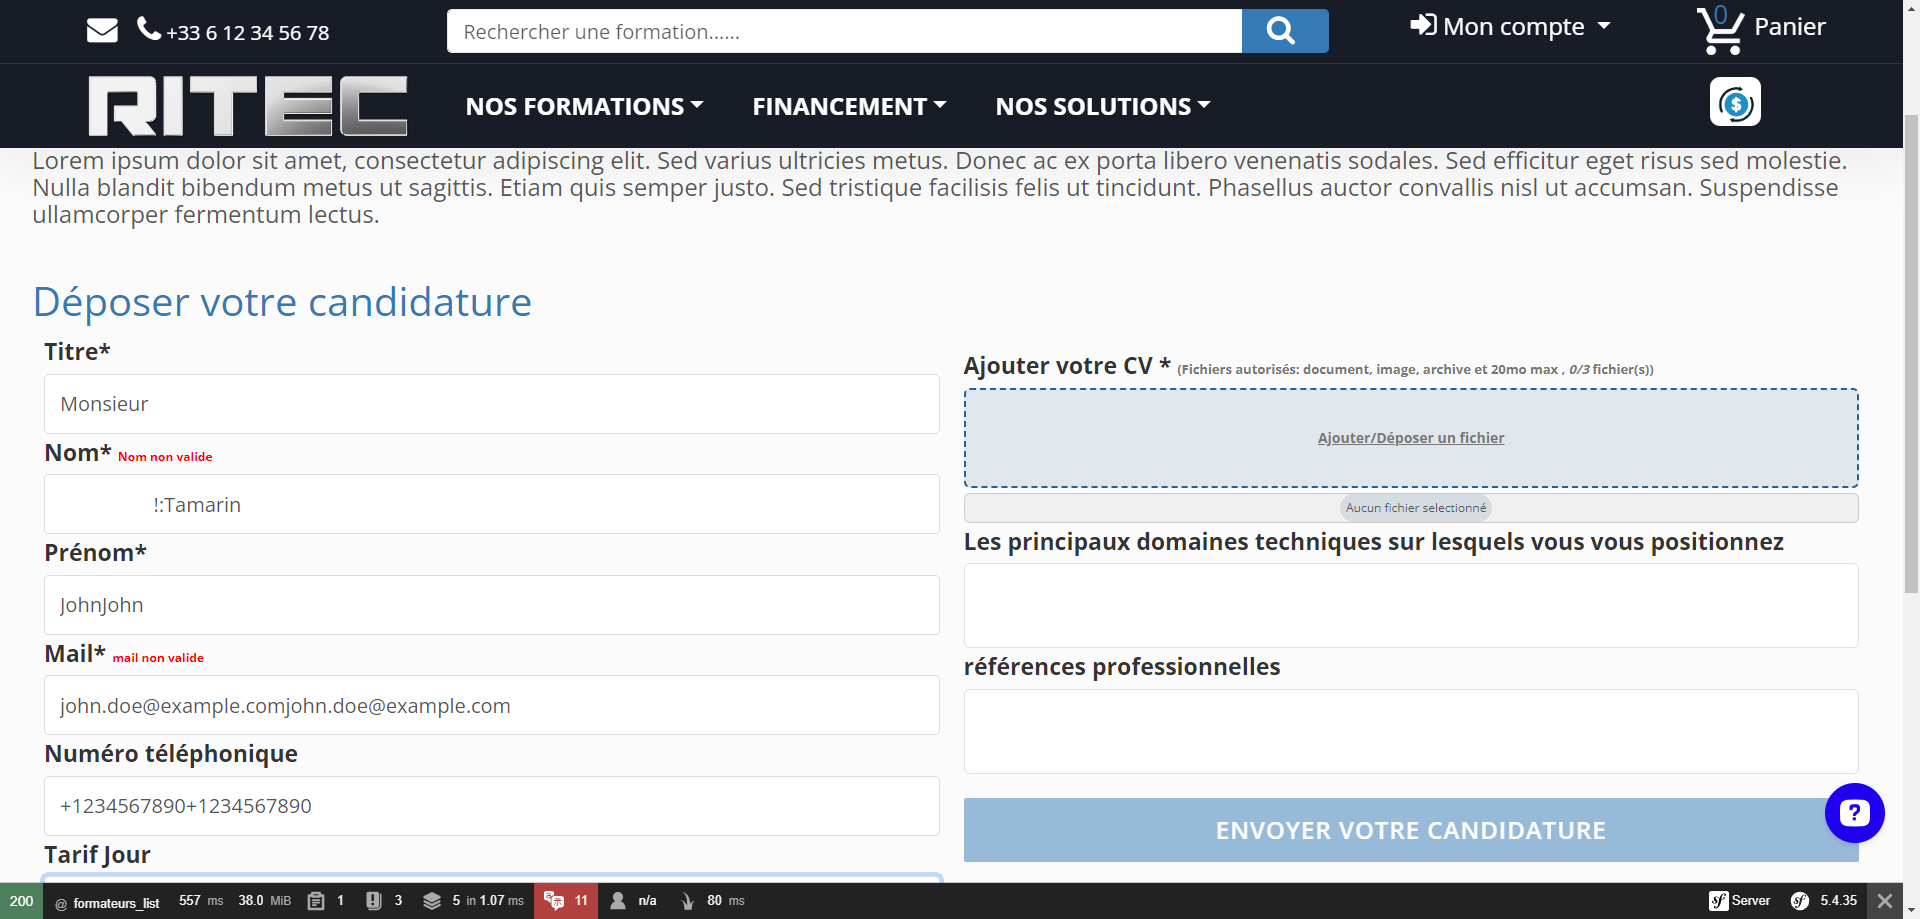 +33 6 12 34 56 78
Rechercher une formation......
Mon compte
0
Panier
RITEC
NOS FORMATIONS
FINANCEMENT
NOS SOLUTIONS
$
Lorem ipsum dolor sit amet, consectetur adipiscing elit. Sed varius ultricies metus. Donec ac ex porta libero venenatis sodales. Sed efficitur eget risus sed molestie.
Nulla blandit bibendum metus ut sagittis. Etiam quis semper justo. Sed tristique facilisis felis ut tincidunt. Phasellus auctor convallis nisl ut accumsan. Suspendisse
ullamcorper fermentum lectus.
Déposer votre candidature
Titre*
Monsieur
Nom* Nom non valide
!:Tamarin
Prénom*
JohnJohn
Mail* mail non valide
john.doe@example.comjohn.doe@example.com
Numéro téléphonique
+1234567890+1234567890
Tarif Jour
Ajouter votre CV * (Fichiers autorisés: document, image, archive et 20mo max , 0/3 fichier(s))
Ajouter/Déposer un fichier
Aucun fichier selectionné
Les principaux domaines techniques sur lesquels vous vous positionnez
références professionnelles
ENVOYER VOTRE CANDIDATURE
?
200 @ formateurs_list 557 ms 38.0 MiB 1 3 5 in 1.07 ms 11 n/a 80 ms sf Server sf 5.4.35